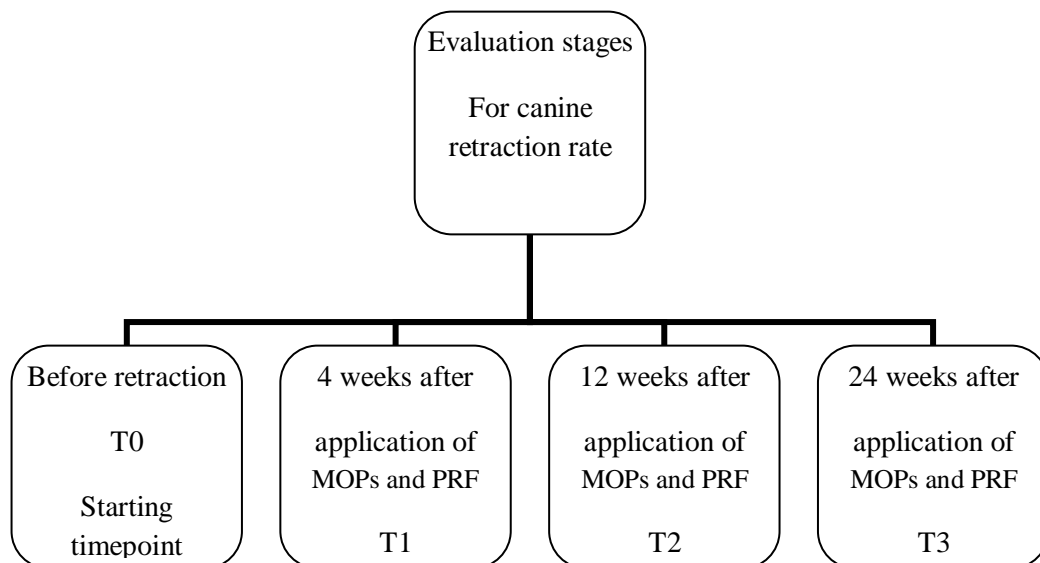 Evaluation stages
For canine
retraction rate
Before retraction
T0
Starting
timepoint
4 weeks after
application of
MOPs and PRF
T1
12 weeks after
application of
MOPs and PRF
T2
24 weeks after
application of
MOPs and PRF
T3